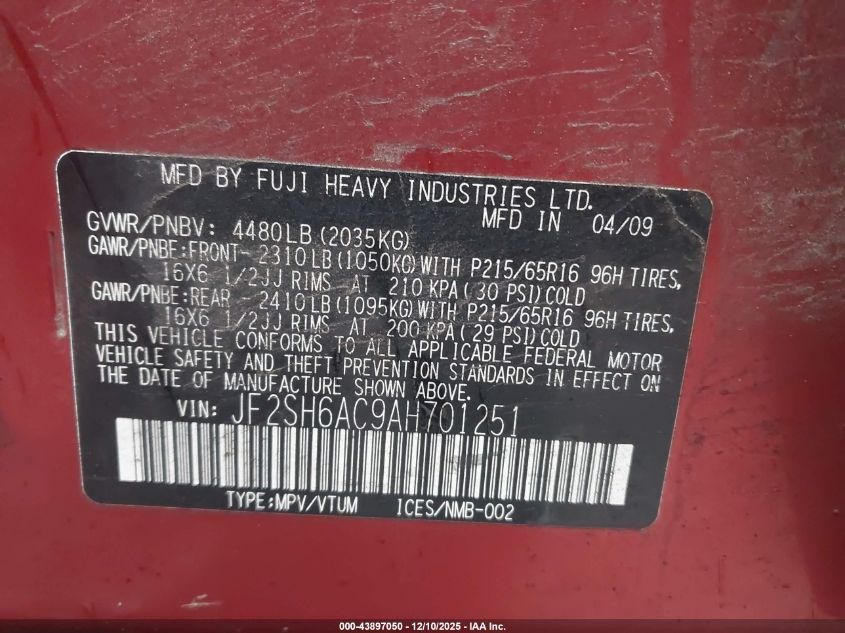 MFD BY FUJI HEAVY INDUSTRIES LTD.
MFD IN 04/09
GVWR/PNBV: 4480LB(2035KG)
GAWR/PNBE:FRONT- 2310LB(1050KG)WITH P215/65R16 96H TIRES,
16X6 1/2JJ RIMS AT 210 KPA(30 PSI)COLD
GAWR/PNBE:REAR 2410LB(1095KG)WITH P215/65R16 96H TIRES,
16X6 1/2JJ RIMS AT 200 KPA(29 PSI)COLD
THIS VEHICLE CONFORMS TO ALL APPLICABLE FEDERAL MOTOR
VEHICLE SAFETY AND THEFT PREVENTION STANDARDS IN EFFECT ON
THE DATE OF MANUFACTURE SHOWN ABOVE.
VIN: JF2SH6AC9AH701251
TYPE:MPV/VTUM ICES/NMB-002
000-43897050 - 12/10/2025 - IAA Inc.